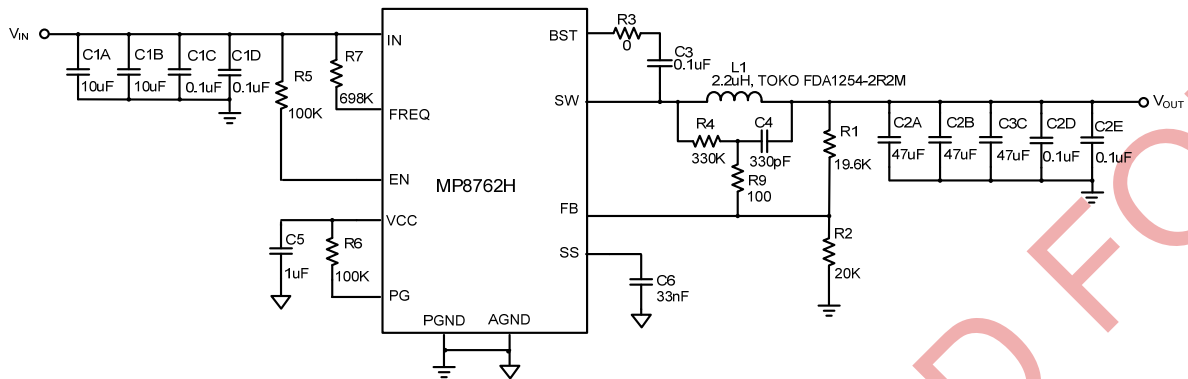 VIN
C1A
10uF
C1B
10uF
C1C
0.1uF
C1D
0.1uF
R5
100K
R7
698K
IN
FREQ
EN
VCC
PG
C5
1uF
R6
100K
MP8762H
PGND
AGND
BST
SW
FB
SS
R3
0
C3
0.1uF
L1
2.2uH, TOKO FDA1254-2R2M
R4
330K
C4
330pF
R9
100
R1
19.6K
R2
20K
C6
33nF
C2A
47uF
C2B
47uF
C3C
47uF
C2D
0.1uF
C2E
0.1uF
VOUT
D FO